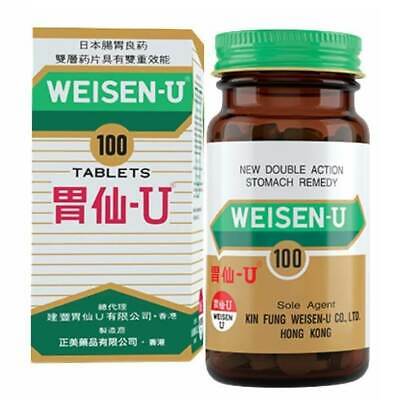 日本腸胃良药
雙層药片具有雙重效能
WEISEN-U®
100
TABLETS
胃仙-U®
總代理
建豐胃仙U有限公司·香港
製造廠
正美藥品有限公司·香港
NEW DOUBLE ACTION
STOMACH REMEDY
WEISEN-U
100
胃仙-U®
胃仙-U
WEISEN
U
Sole Agent
KIN FUNG WEISEN-U CO., LTD.
HONG KONG